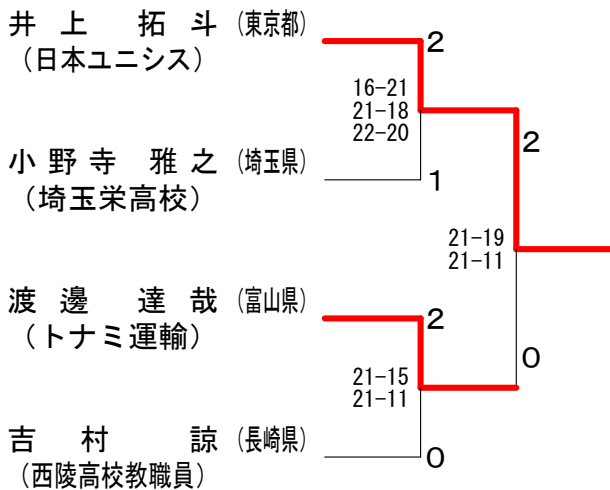 井上 拓斗 (東京都)
(日本ユニシス)
2
16-21
21-18
22-20
2
小野寺 雅之 (埼玉県)
(埼玉栄高校)
1
21-19
21-11
渡邊 達哉 (富山県)
(トナミ運輸)
2
0
21-15
21-11
吉村 諒 (長崎県)
(西陵高校教職員)
0